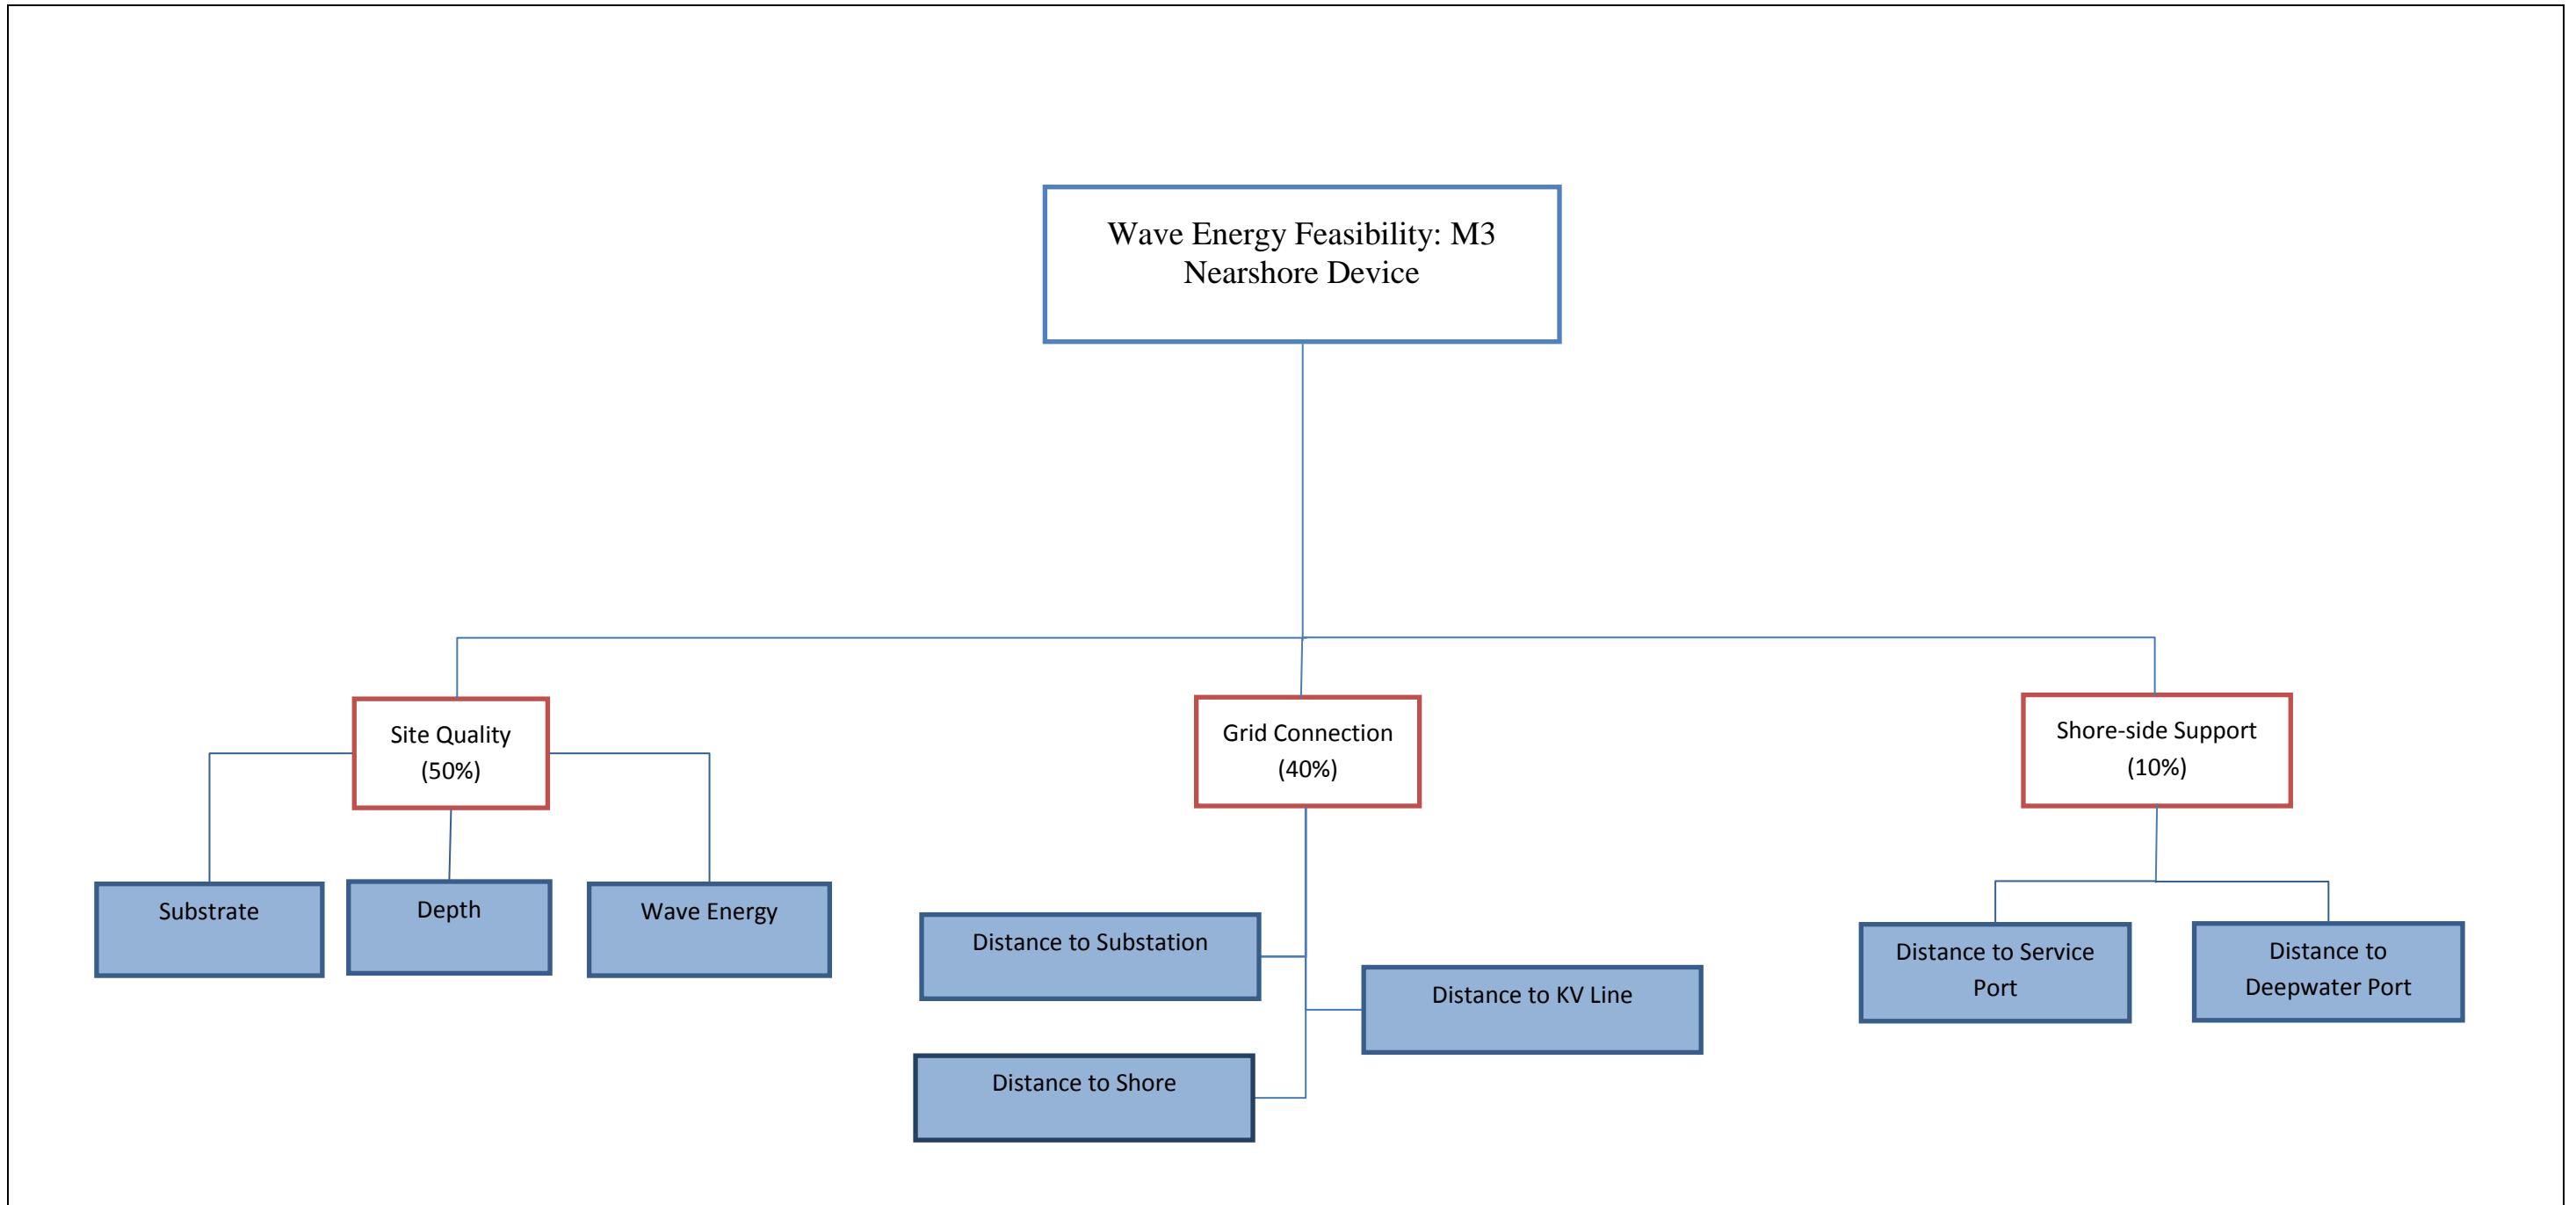 Wave Energy Feasibility: M3
Nearshore Device
Site Quality
(50%)
Grid Connection
(40%)
Shore-side Support
(10%)
Substrate
Depth
Wave Energy
Distance to Substation
Distance to KV Line
Distance to Shore
Distance to Service
Port
Distance to
Deepwater Port